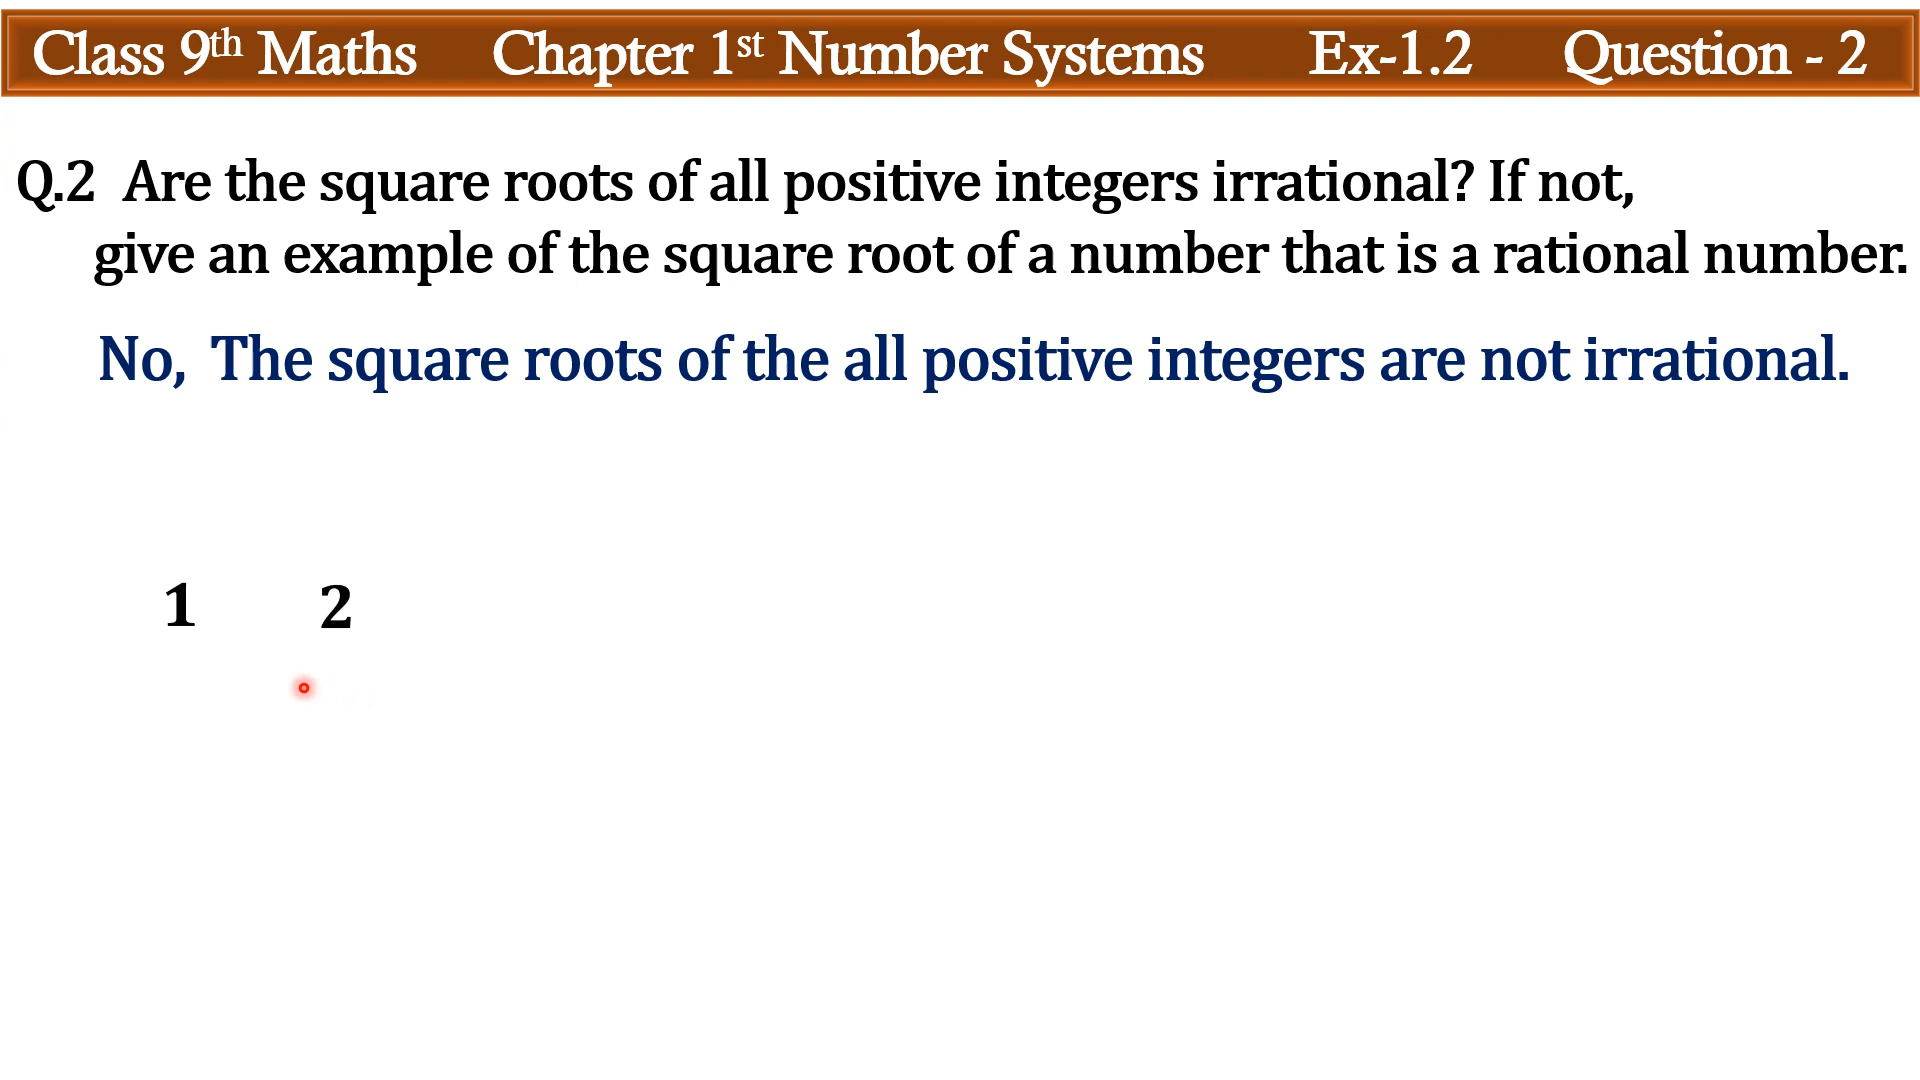 Class 9th Maths Chapter 1st Number Systems Ex-1.2 Question - 2
Q.2 Are the square roots of all positive integers irrational? If not,
give an example of the square root of a number that is a rational number.
No, The square roots of the all positive integers are not irrational.
1 2